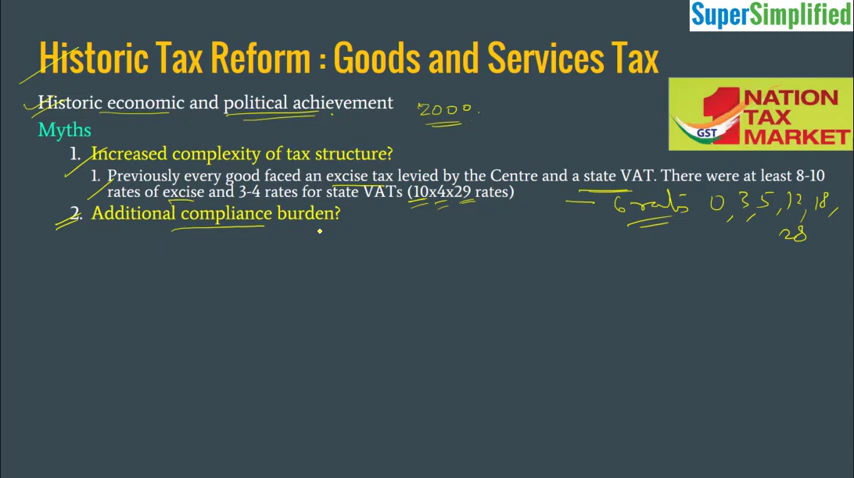 SuperSimplified
Historic Tax Reform : Goods and Services Tax
Historic economic and political achievement 2000.
NATION
TAX
MARKET
GST
1
Myths
1. Increased complexity of tax structure?
1. Previously every good faced an excise tax levied by the Centre and a state VAT. There were at least 8-10
rates of excise and 3-4 rates for state VATs (10x4x29 rates)
— 6 rates 0, 3, 5, 12, 18,
28
2. Additional compliance burden?